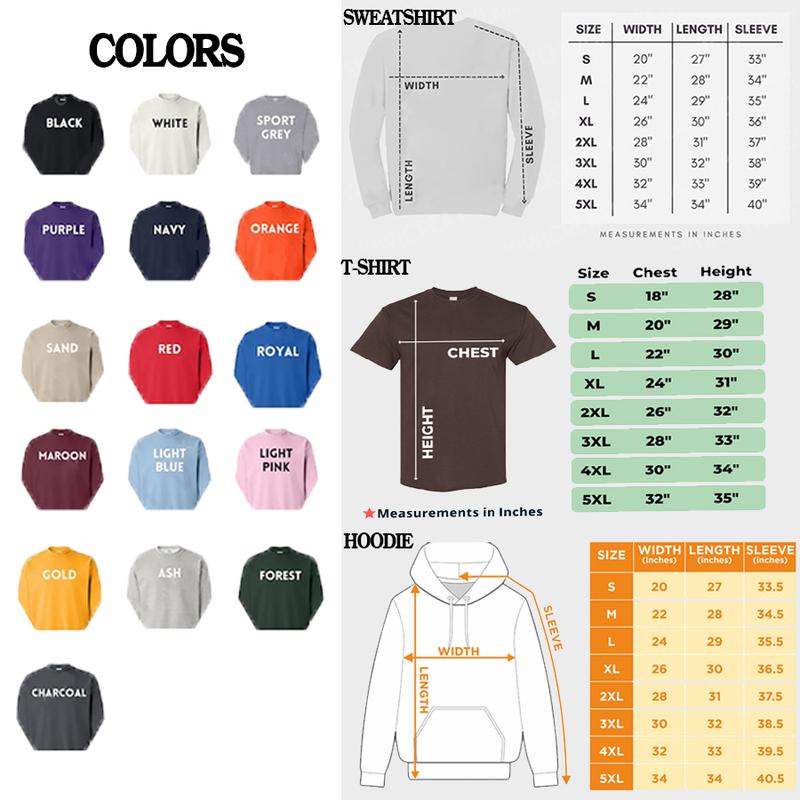 COLORS
BLACK
WHITE
SPORT
GREY
PURPLE
NAVY
ORANGE
SAND
RED
ROYAL
MAROON
LIGHT
BLUE
LIGHT
PINK
GOLD
ASH
FOREST
CHARCOAL
SWEATSHIRT
WIDTH
LENGTH
SLEEVE
SIZE WIDTH LENGTH SLEEVE
S 20" 27" 33"
M 22" 28" 34"
L 24" 29" 35"
XL 26" 30" 36"
2XL 28" 31" 37"
3XL 30" 32" 38"
4XL 32" 33" 39"
5XL 34" 34" 40"
MEASUREMENTS IN INCHES
T-SHIRT
CHEST
HEIGHT
Measurements in Inches
Size Chest Height
S 18" 28"
M 20" 29"
L 22" 30"
XL 24" 31"
2XL 26" 32"
3XL 28" 33"
4XL 30" 34"
5XL 32" 35"
HOODIE
SLEEVE
WIDTH
LENGTH
SIZE WIDTH LENGTH SLEEVE
(inches) (inches) (inches)
S 20 27 33.5
M 22 28 34.5
L 24 29 35.5
XL 26 30 36.5
2XL 28 31 37.5
3XL 30 32 38.5
4XL 32 33 39.5
5XL 34 34 40.5